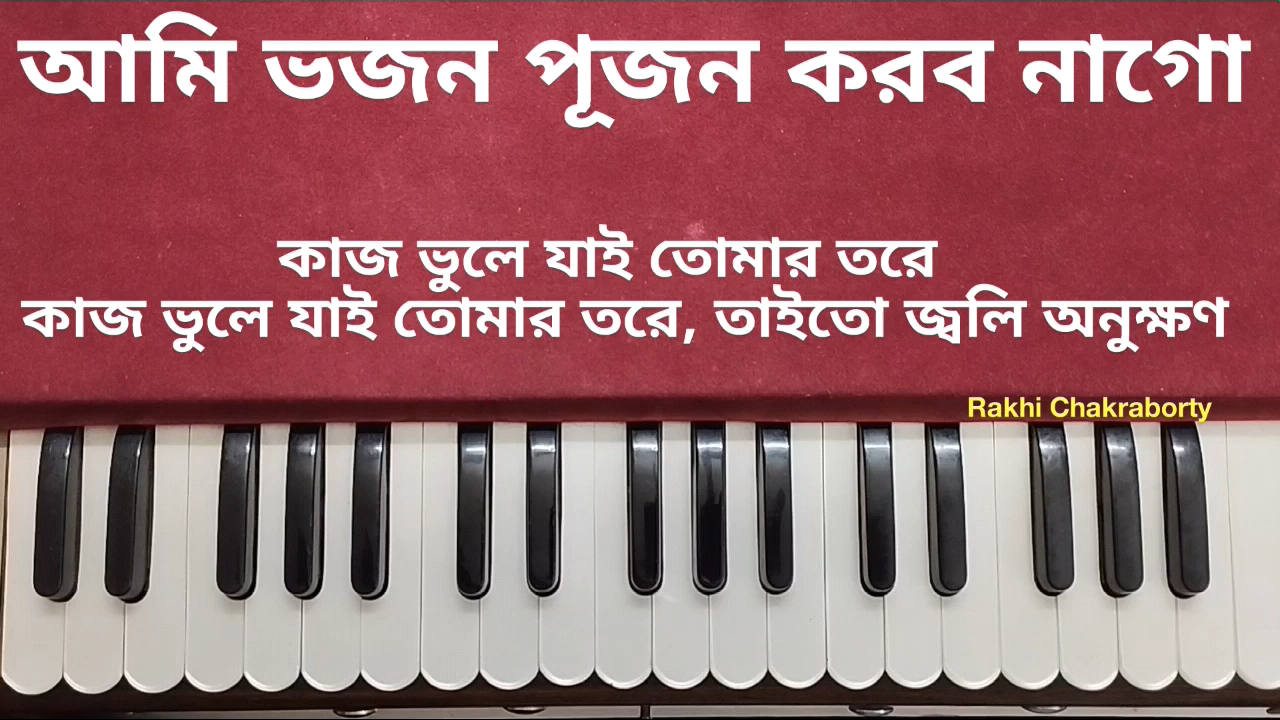 আমি ভজন পূজন করব নাগো
কাজ ভুলে যাই তোমার তরে
কাজ ভুলে যাই তোমার তরে, তাইতো জ্বলি অনুক্ষণ
Rakhi Chakraborty